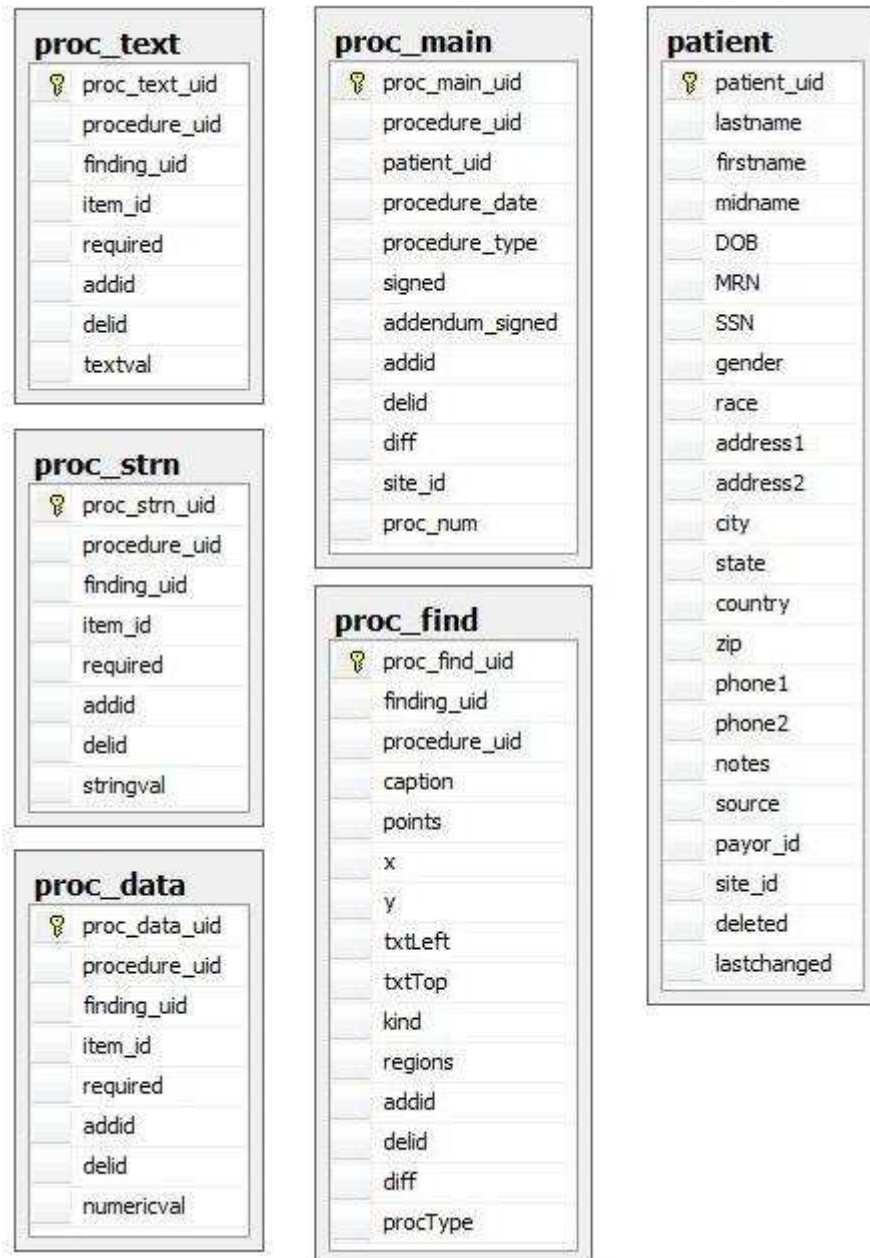 proc_text
proc_text_uid
procedure_uid
finding_uid
item_id
required
addid
delid
textval
proc_strn
proc_strn_uid
procedure_uid
finding_uid
item_id
required
addid
delid
stringval
proc_data
proc_data_uid
procedure_uid
finding_uid
item_id
required
addid
delid
numericval
proc_main
proc_main_uid
procedure_uid
patient_uid
procedure_date
procedure_type
signed
addendum_signed
addid
delid
diff
site_id
proc_num
proc_find
proc_find_uid
finding_uid
procedure_uid
caption
points
x
y
txtLeft
txtTop
kind
regions
addid
delid
diff
procType
patient
patient_uid
lastname
firstname
midname
DOB
MRN
SSN
gender
race
address1
address2
city
state
country
zip
phone1
phone2
notes
source
payor_id
site_id
deleted
lastchanged